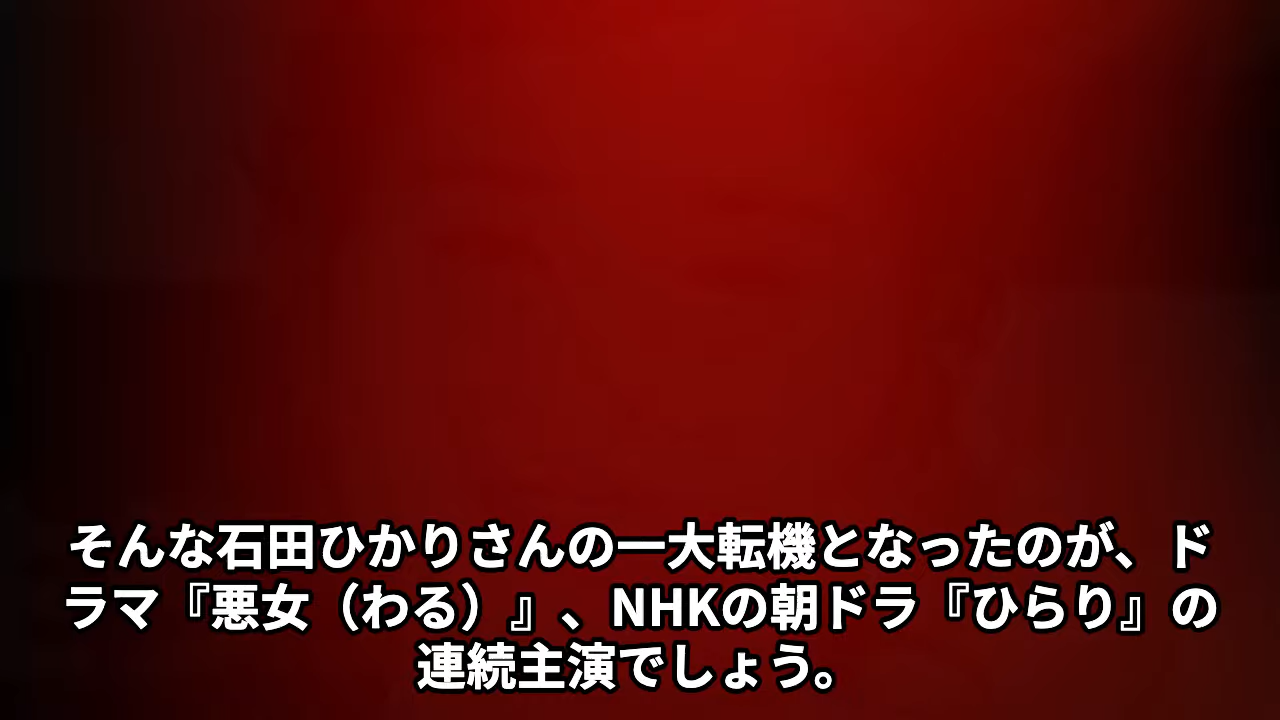 そんな石田ひかりさんの一大転機となったのが、ド
ラマ『悪女（わる）』、NHKの朝ドラ『ひらり』の
連続主演でしょう。